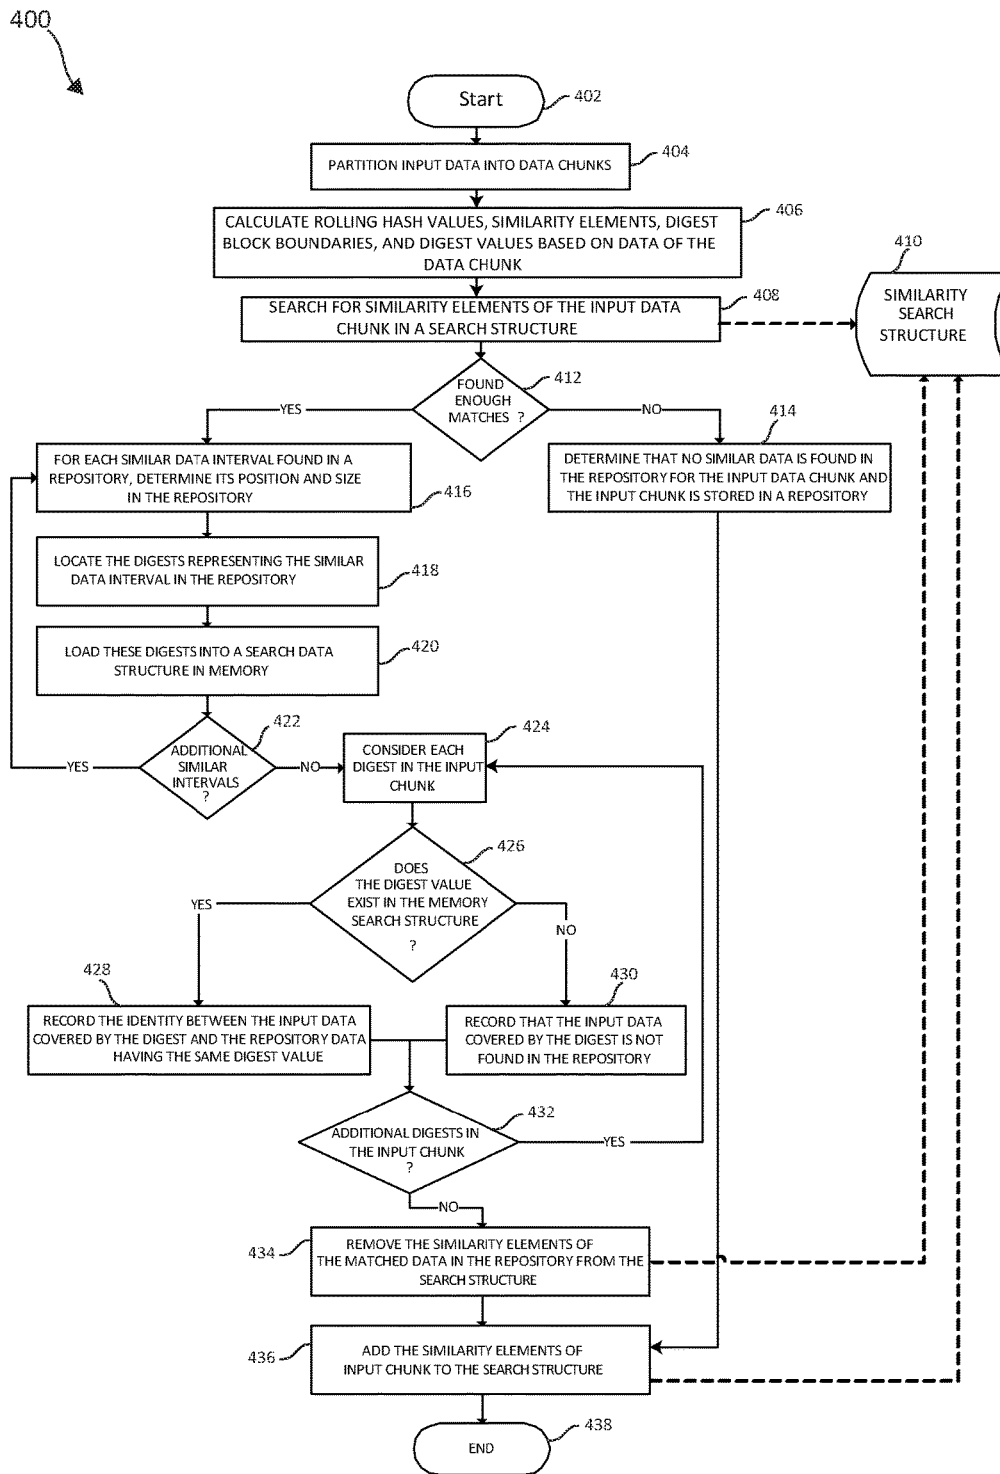 400
Start
402
PARTITION INPUT DATA INTO DATA CHUNKS
404
CALCULATE ROLLING HASH VALUES, SIMILARITY ELEMENTS, DIGEST
BLOCK BOUNDARIES, AND DIGEST VALUES BASED ON DATA OF THE
DATA CHUNK
406
SEARCH FOR SIMILARITY ELEMENTS OF THE INPUT DATA
CHUNK IN A SEARCH STRUCTURE
408
410
SIMILARITY
SEARCH
STRUCTURE
FOUND
ENOUGH
MATCHES ?
412
YES
NO
414
FOR EACH SIMILAR DATA INTERVAL FOUND IN A
REPOSITORY, DETERMINE ITS POSITION AND SIZE
IN THE REPOSITORY
416
DETERMINE THAT NO SIMILAR DATA IS FOUND IN
THE REPOSITORY FOR THE INPUT DATA CHUNK AND
THE INPUT CHUNK IS STORED IN A REPOSITORY
LOCATE THE DIGESTS REPRESENTING THE SIMILAR
DATA INTERVAL IN THE REPOSITORY
418
LOAD THESE DIGESTS INTO A SEARCH DATA
STRUCTURE IN MEMORY
420
ADDITIONAL
SIMILAR
INTERVALS
?
422
YES
NO
CONSIDER EACH
DIGEST IN THE INPUT
CHUNK
424
DOES
THE DIGEST VALUE
EXIST IN THE MEMORY
SEARCH STRUCTURE
?
426
YES
NO
428
RECORD THE IDENTITY BETWEEN THE INPUT DATA
COVERED BY THE DIGEST AND THE REPOSITORY DATA
HAVING THE SAME DIGEST VALUE
430
RECORD THAT THE INPUT DATA
COVERED BY THE DIGEST IS NOT
FOUND IN THE REPOSITORY
ADDITIONAL DIGESTS IN
THE INPUT CHUNK
?
432
YES
NO
434
REMOVE THE SIMILARITY ELEMENTS OF
THE MATCHED DATA IN THE REPOSITORY FROM THE
SEARCH STRUCTURE
436
ADD THE SIMILARITY ELEMENTS OF
INPUT CHUNK TO THE SEARCH STRUCTURE
END
438